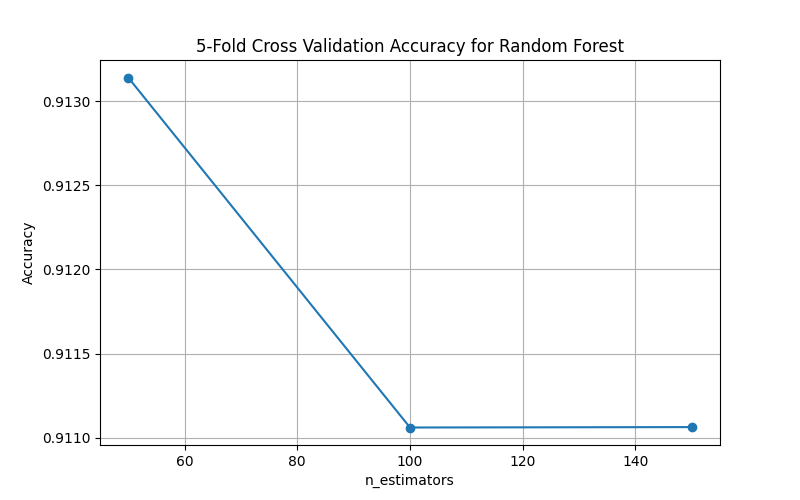 5-Fold Cross Validation Accuracy for Random Forest
Accuracy
0.9130
0.9125
0.9120
0.9115
0.9110
60 80 100 120 140
n_estimators